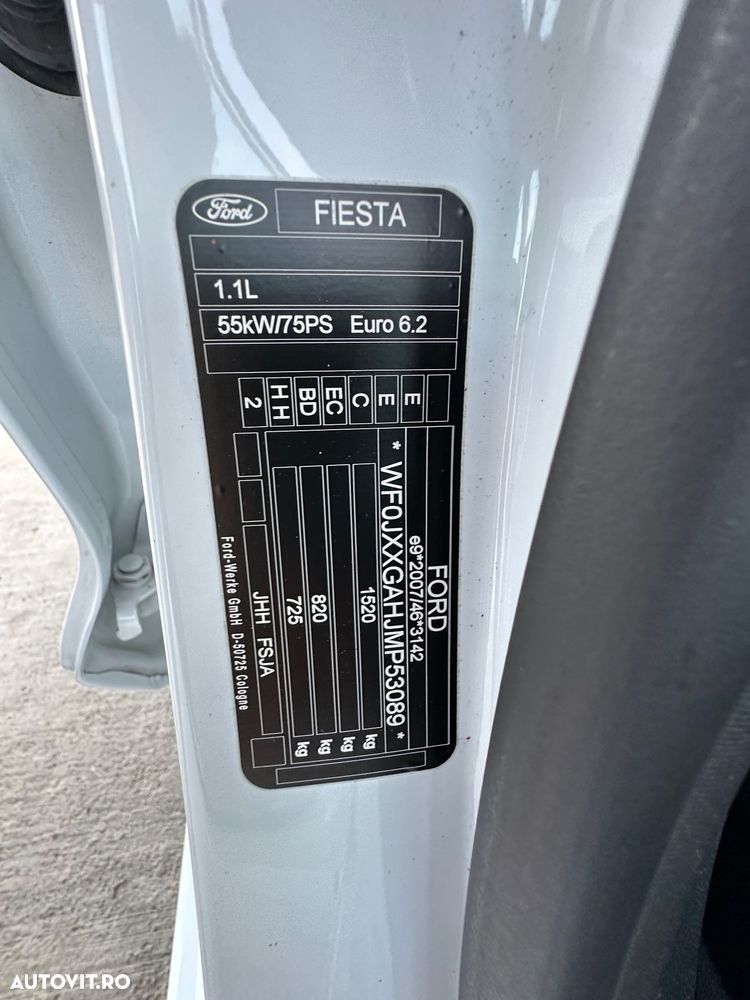 Ford FIESTA
1.1L
55kW/75PS Euro 6.2
2 HH BD EC C E E
FORD
e9*2007/46*3142
* WF0JXXGAHJMP53089 *
1520 kg
kg
820 kg
725 kg
JHH FSJA
Ford-Werke GmbH D-50725 Cologne
AUTOVIT.RO